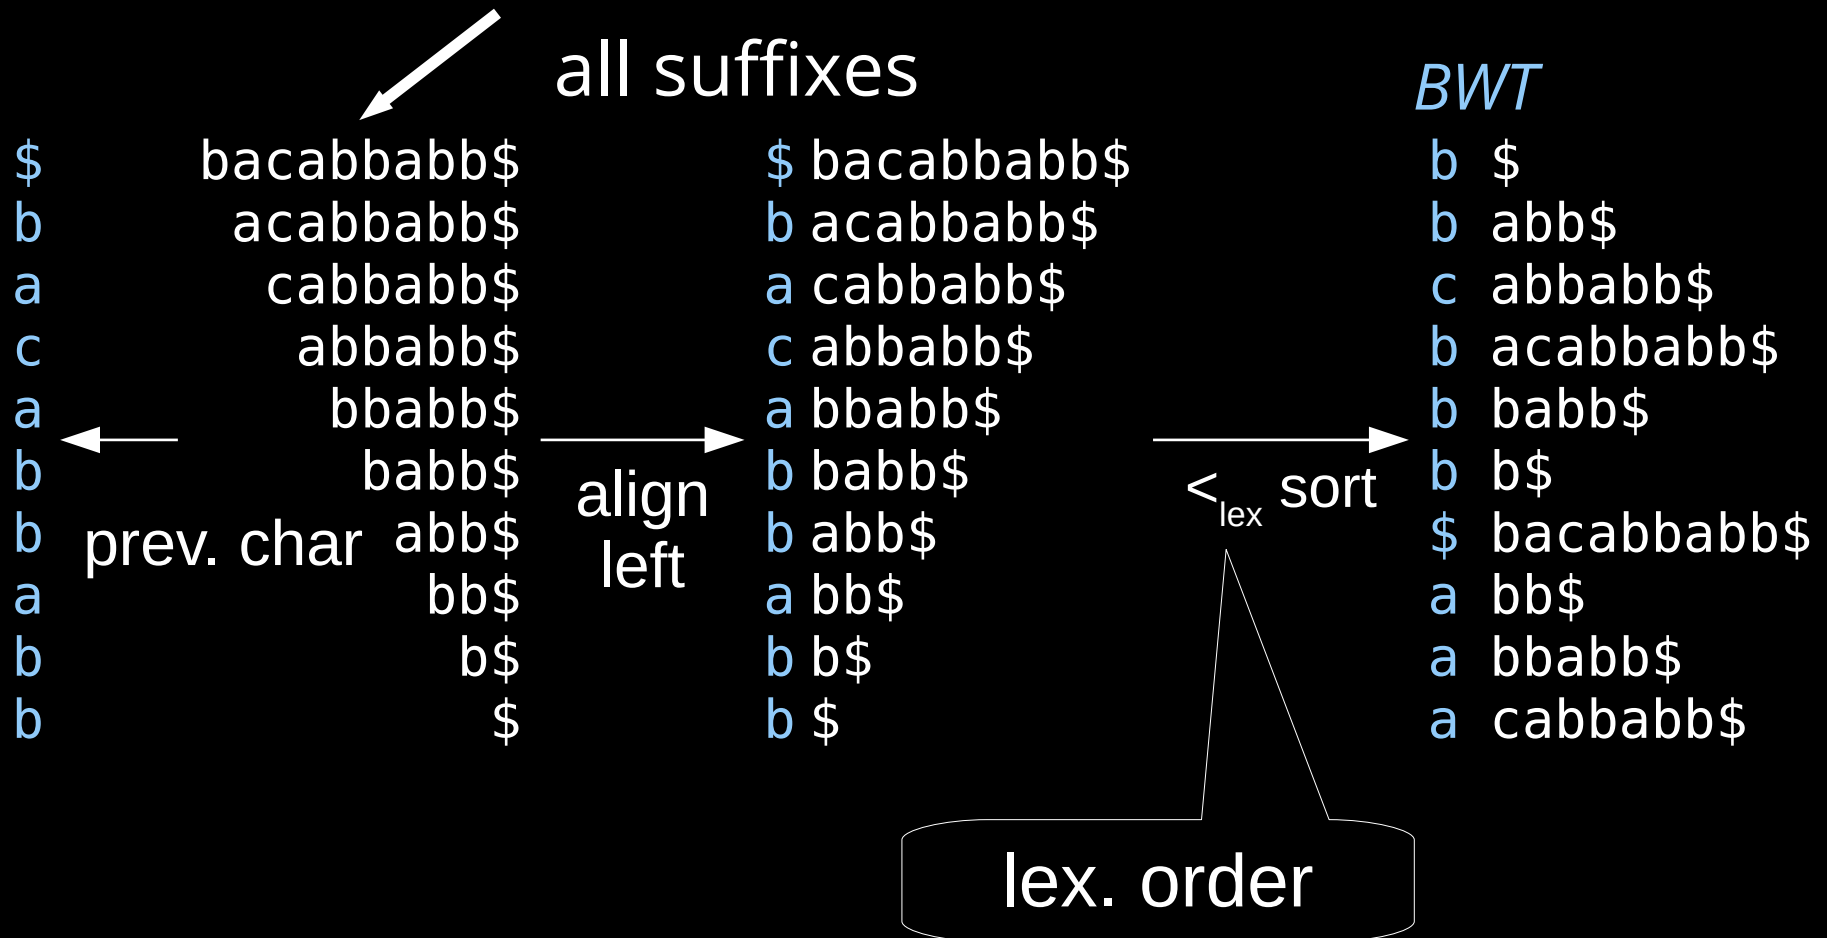 all suffixes
BWT
$ bacabbabb$ $ bacabbabb$ b $
b acabbabb$ b acabbabb$ b abb$
a cabbabb$ a cabbabb$ c abbabb$
c abbabb$ c abbabb$ b acabbabb$
a bbabb$ a bbabb$ b babb$
b babb$ b babb$ b b$
b abb$ b abb$ $ bacabbabb$
a bb$ a bb$ a bb$
b b$ b b$ a bbabb$
b $ b $ a cabbabb$
prev. char
align
left
<lex sort
lex. order